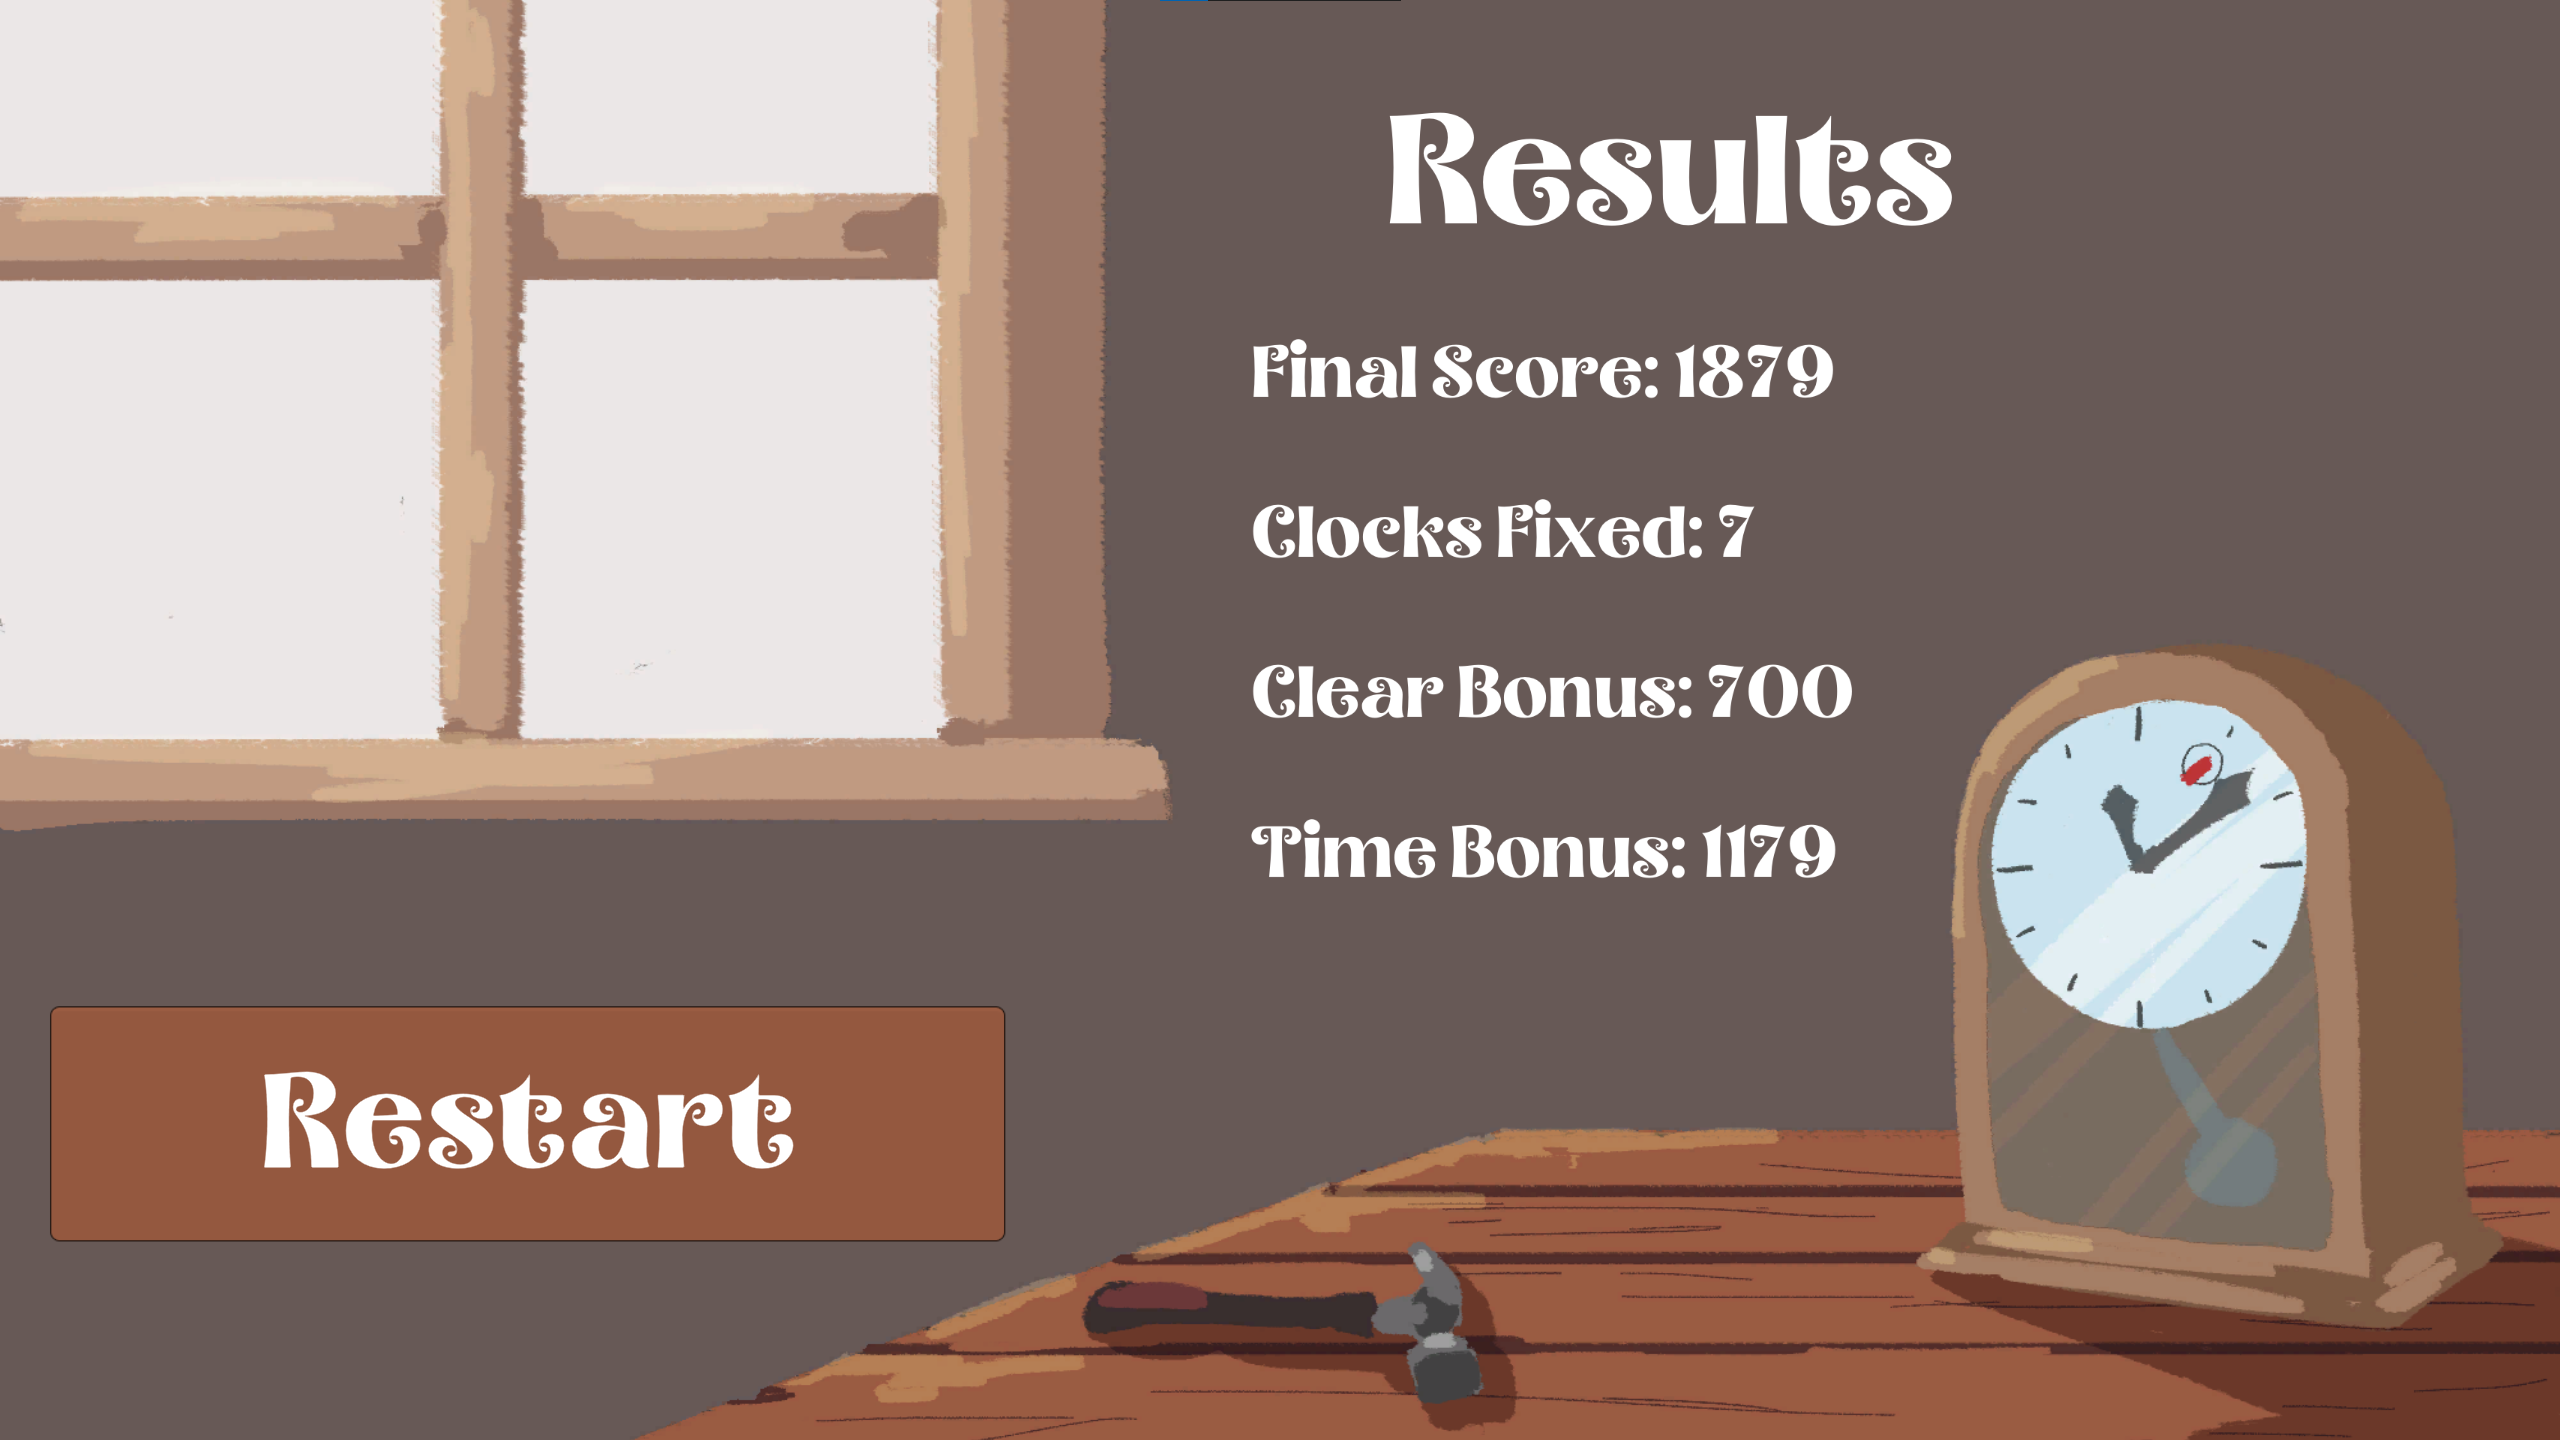 Results
Final Score: 1879
Clocks Fixed: 7
Clear Bonus: 700
Time Bonus: 1179
Restart